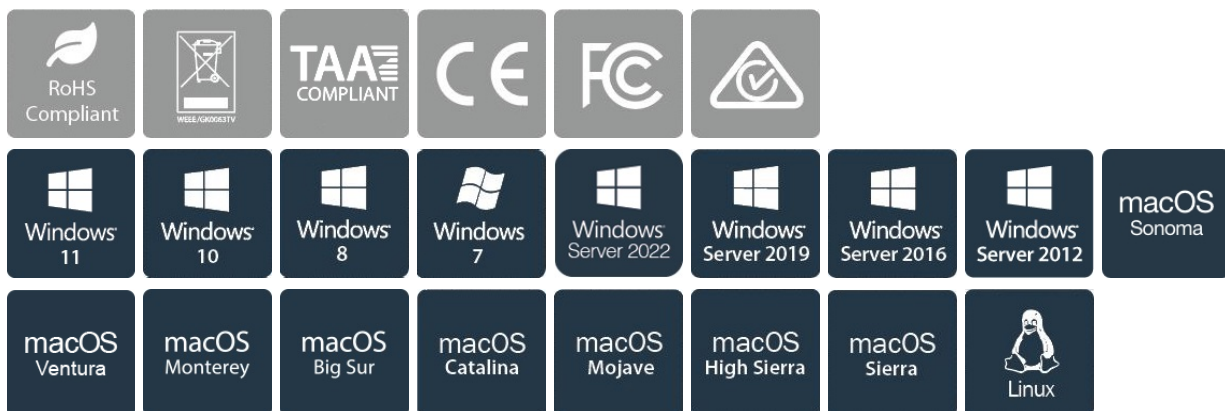 RoHS
Compliant
WEEE/GK0063TV
TAA
COMPLIANT
CE
FC
Windows
11
Windows
10
Windows
8
Windows
7
Windows
Server 2022
Windows
Server 2019
Windows
Server 2016
Windows
Server 2012
macOS
Sonoma
macOS
Ventura
macOS
Monterey
macOS
Big Sur
macOS
Catalina
macOS
Mojave
macOS
High Sierra
macOS
Sierra
Linux